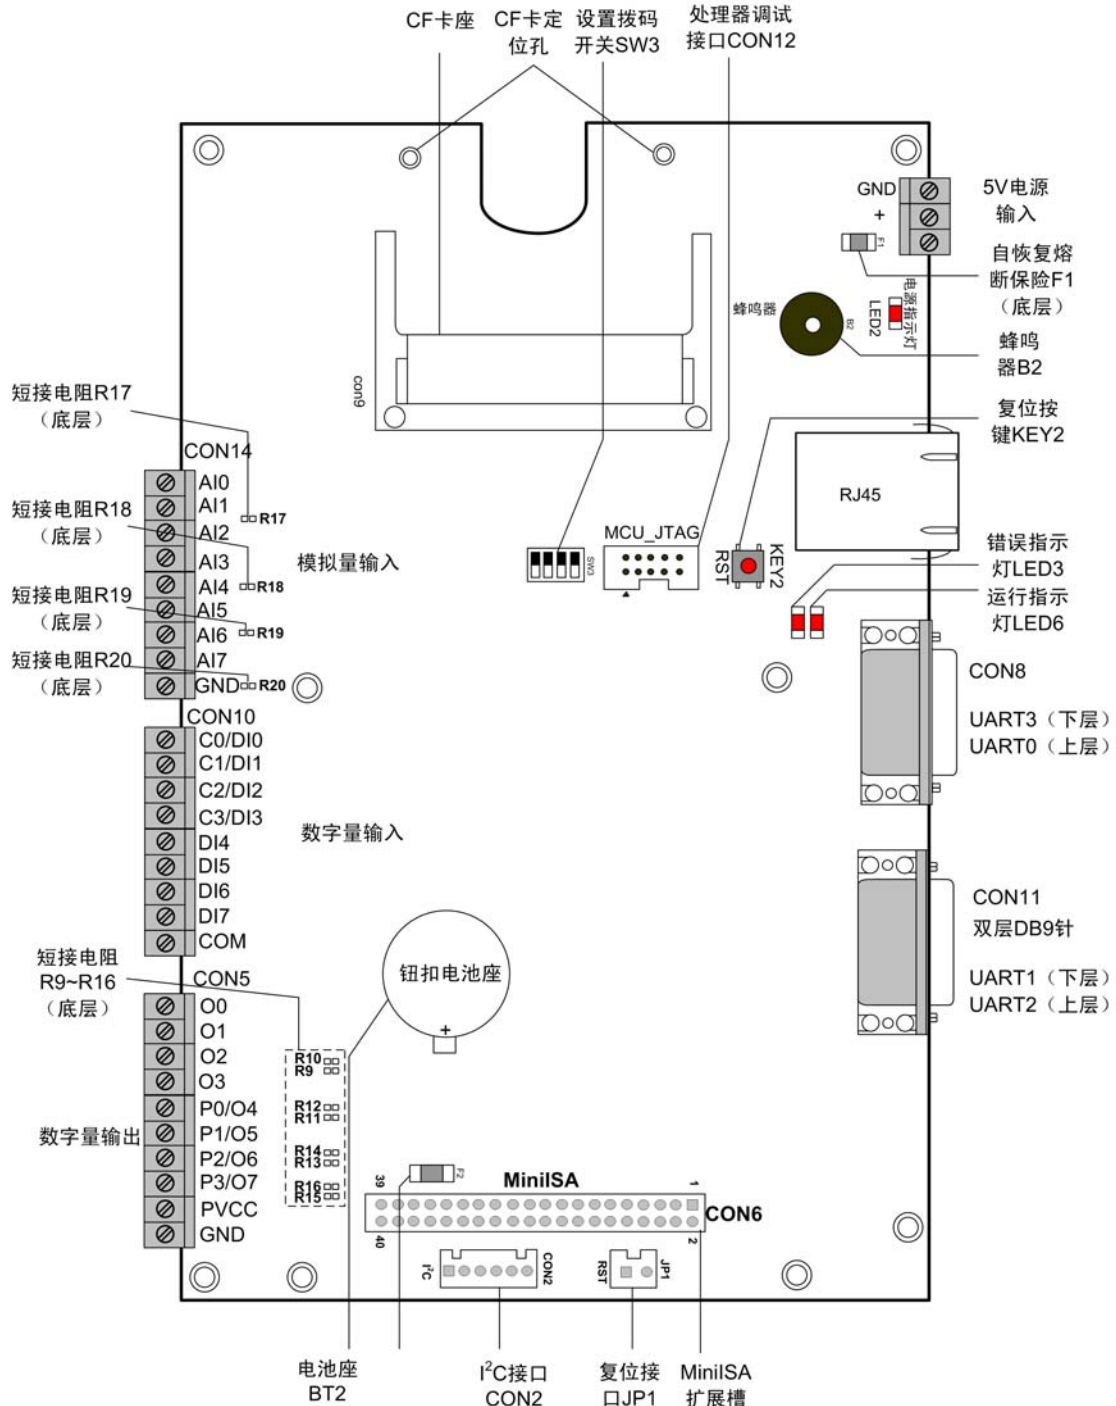 CF卡座
CF卡定
位孔
设置拨码
开关SW3
处理器调试
接口CON12
GND
+
5V电源
输入
F1
自恢复熔
断保险F1
（底层）
电源指示灯
LED2
蜂鸣器
B2
蜂鸣
器B2
con9
短接电阻R17
（底层）
复位按
键KEY2
CON14
AI0
AI1
AI2
AI3
AI4
AI5
AI6
AI7
GND
R17
R18
R19
R20
短接电阻R18
（底层）
短接电阻R19
（底层）
短接电阻R20
（底层）
模拟量输入
SW3
MCU_JTAG
RST
KEY2
RJ45
错误指示
灯LED3
运行指示
灯LED6
CON8
UART3（下层）
UART0（上层）
CON10
C0/DI0
C1/DI1
C2/DI2
C3/DI3
DI4
DI5
DI6
DI7
COM
数字量输入
CON11
双层DB9针
UART1（下层）
UART2（上层）
钮扣电池座
+
短接电阻
R9~R16
（底层）
CON5
O0
O1
O2
O3
P0/O4
P1/O5
P2/O6
P3/O7
PVCC
GND
数字量输出
R10
R9
R12
R11
R14
R13
R16
R15
F2
39
MiniISA
1
CON6
40
2
I²C
CON2
RST
JP1
电池座
BT2
I²C接口
CON2
复位接
口JP1
MiniISA
扩展槽